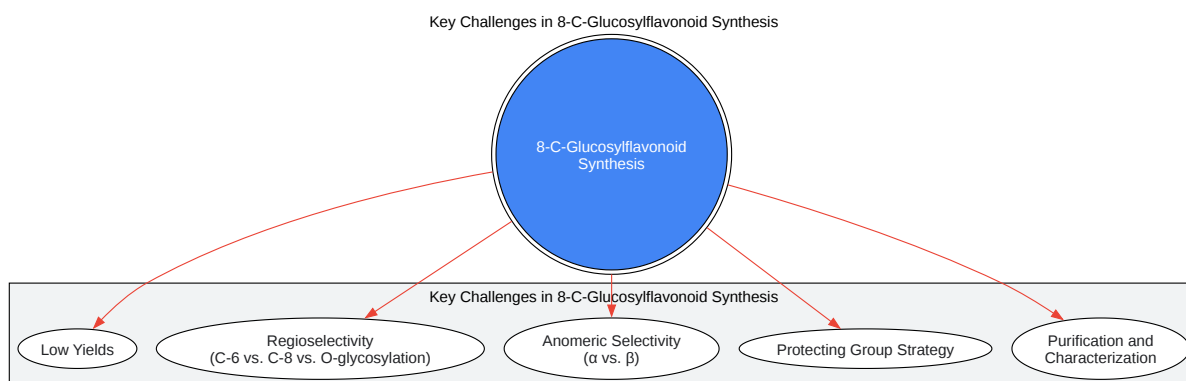 Key Challenges in 8-C-Glucosylflavonoid Synthesis
8-C-Glucosylflavonoid
Synthesis
Key Challenges in 8-C-Glucosylflavonoid Synthesis
Low Yields
Regioselectivity
(C-6 vs. C-8 vs. O-glycosylation)
Anomeric Selectivity
(α vs. β)
Protecting Group Strategy
Purification and
Characterization